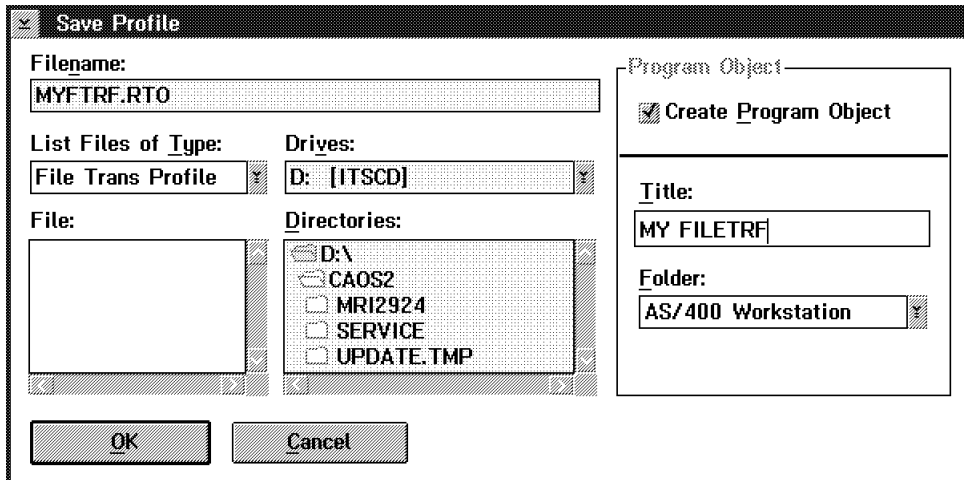 Save Profile
Filename:
MYFTRF.RTO
List Files of Type:
Drives:
File Trans Profile
D: [ITSCD]
File:
Directories:
D:\
CAOS2
MRI2924
SERVICE
UPDATE.TMP
OK
Cancel
Program Object
Create Program Object
Title:
MY FILETRF
Folder:
AS/400 Workstation